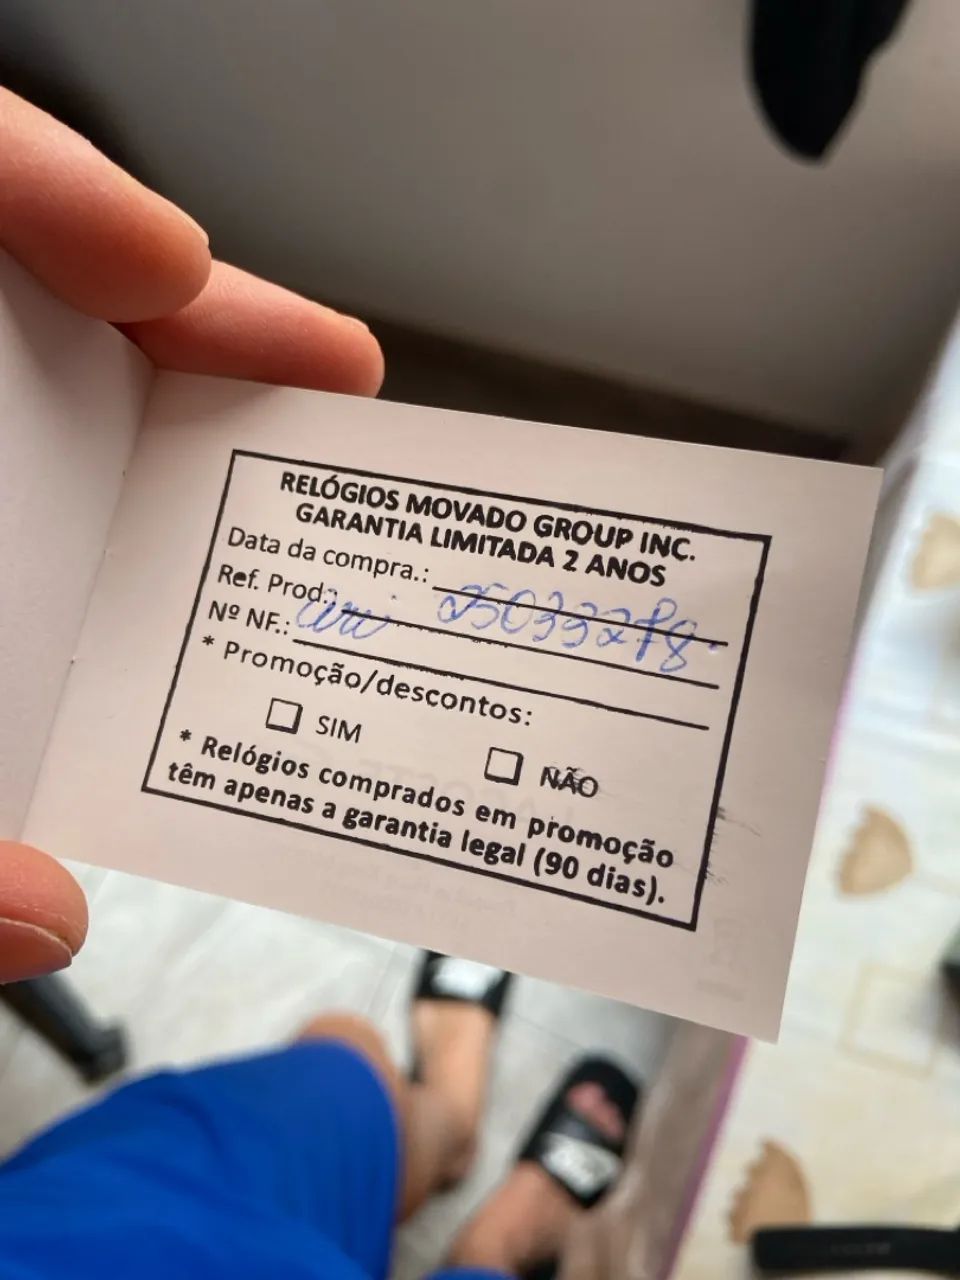 RELÓGIOS MOVADO GROUP INC.
GARANTIA LIMITADA 2 ANOS
Data da compra.:
Ref. Prod.: 25033278
Nº NF.:
* Promoção/descontos:
SIM NÃO
* Relógios comprados em promoção
têm apenas a garantia legal (90 dias).